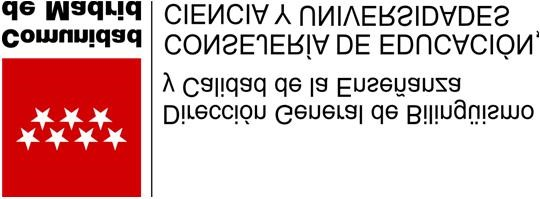 Dirección General de Bilingüismo
y Calidad de la Enseñanza
CONSEJERÍA DE EDUCACIÓN,
CIENCIA Y UNIVERSIDADES
Comunidad
de Madrid